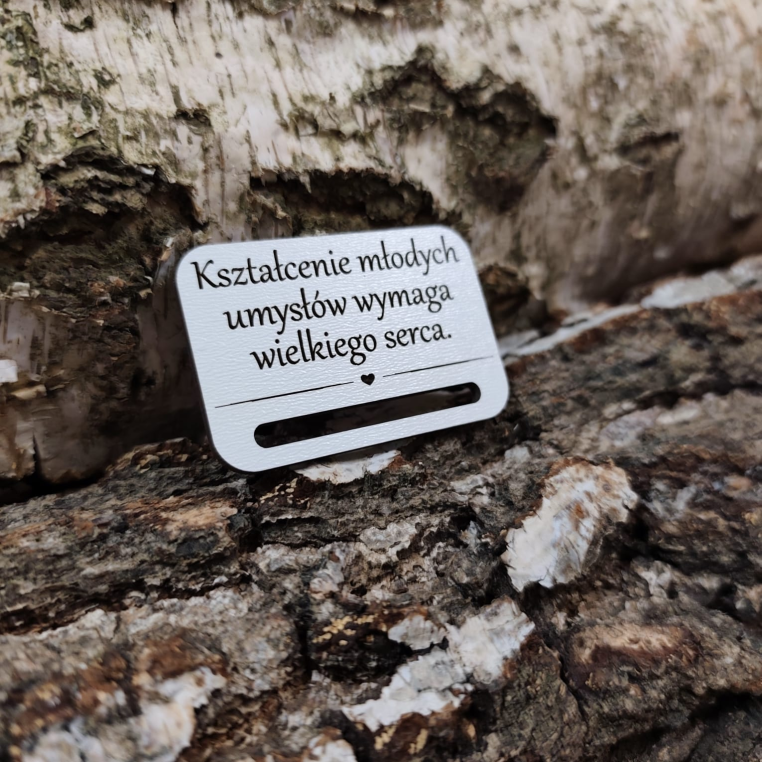 Kształcenie młodych
umysłów wymaga
wielkiego serca.